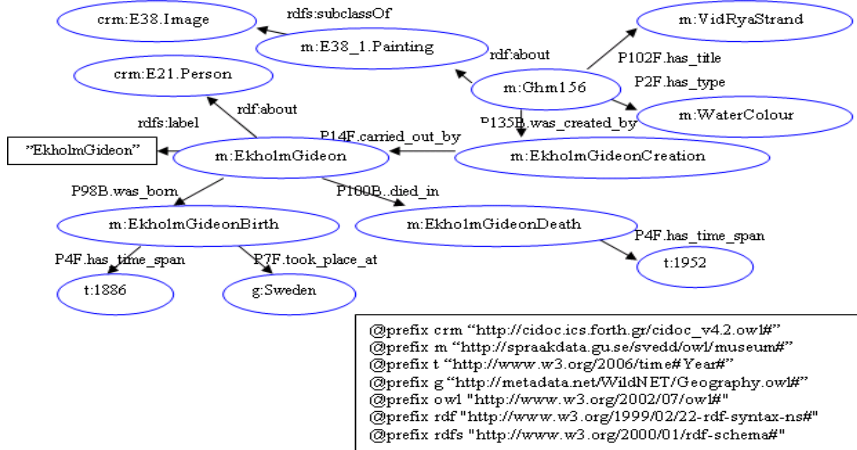 crm:E38.Image
rdfs:subclassOf
m:VidRyaStrand
m:E38_1.Painting
rdf:about
P102F.has_title
crm:E21.Person
m:Ghm156
P2F.has_type
rdf:about
m:WaterColour
rdfs:label
P14F.carried_out_by
P135B.was_created_by
"EkholmGideon"
m:EkholmGideon
m:EkholmGideonCreation
P98B.was_born
P100B..died_in
m:EkholmGideonBirth
m:EkholmGideonDeath
P4F.has_time_span
P4F.has_time_span
P7F.took_place_at
t:1952
t:1886
g:Sweden
@prefix crm “http://cidoc.ics.forth.gr/cidoc_v4.2.owl#”
@prefix m “http://spraakdata.gu.se/svedd/owl/museum#”
@prefix t “http://www.w3.org/2006/time#Year#”
@prefix g “http://metadata.net/WildNET/Geography.owl#”
@prefix owl "http://www.w3.org/2002/07/owl#"
@prefix rdf "http://www.w3.org/1999/02/22-rdf-syntax-ns#"
@prefix rdfs "http://www.w3.org/2000/01/rdf-schema#"